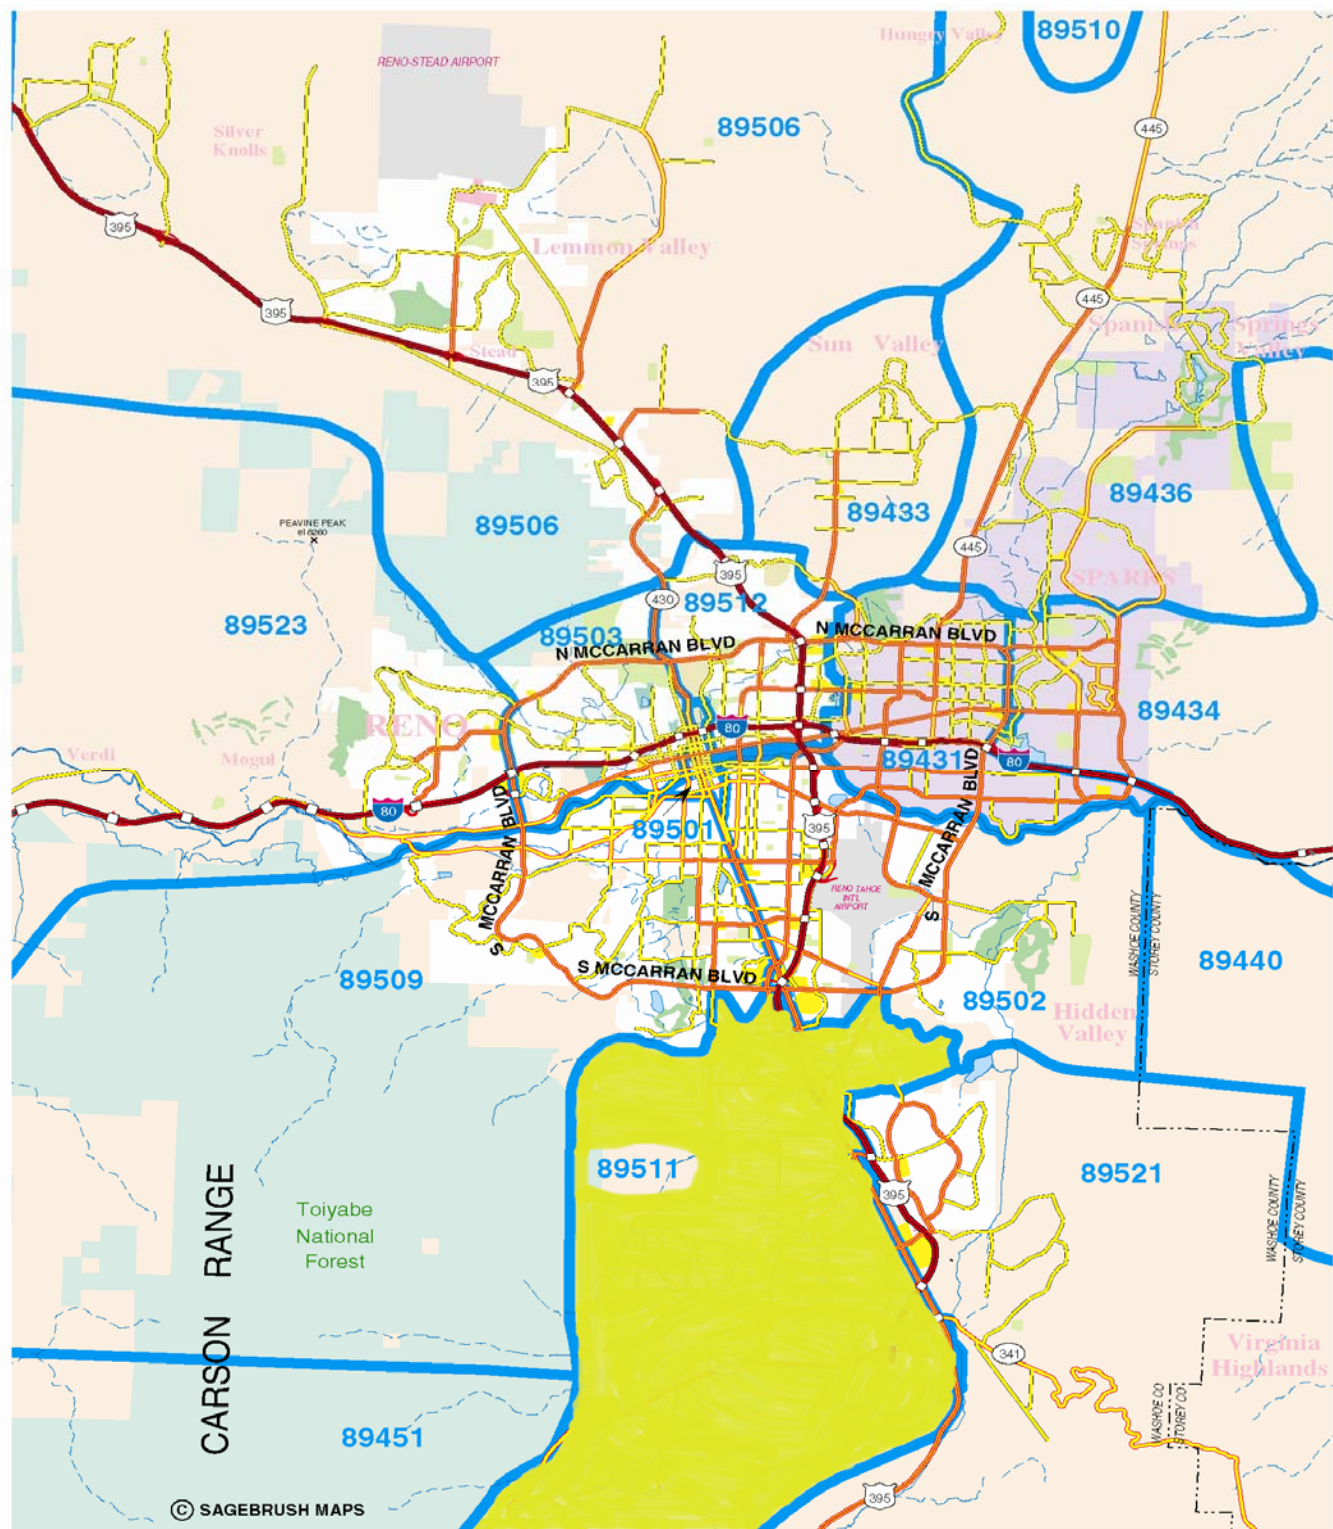 Hungry Valley
89510
RENO-STEAD AIRPORT
89506
445
Silver
Knolls
395
Lemmon Valley
Spanish
Springs
395
445
Spanish Springs
Valley
Sun Valley
Stead
395
89436
89433
89506
PEAVINE PEAK
el 8260
445
395
SPARKS
430
89512
89523
89503
N MCCARRAN BLVD
N MCCARRAN BLVD
89434
RENO
80
Verdi
Mogul
89431
80
80
S MCCARRAN BLVD
89501
395
S MCCARRAN BLVD
RENO TAHOE
INT'L
AIRPORT
WASHOE COUNTY
STOREY COUNTY
89440
89509
S MCCARRAN BLVD
89502
Hidden
Valley
89511
395
89521
CARSON RANGE
Toiyabe
National
Forest
WASHOE COUNTY
STOREY COUNTY
341
Virginia
Highlands
WASHOE CO
STOREY CO
89451
395
© SAGEBRUSH MAPS